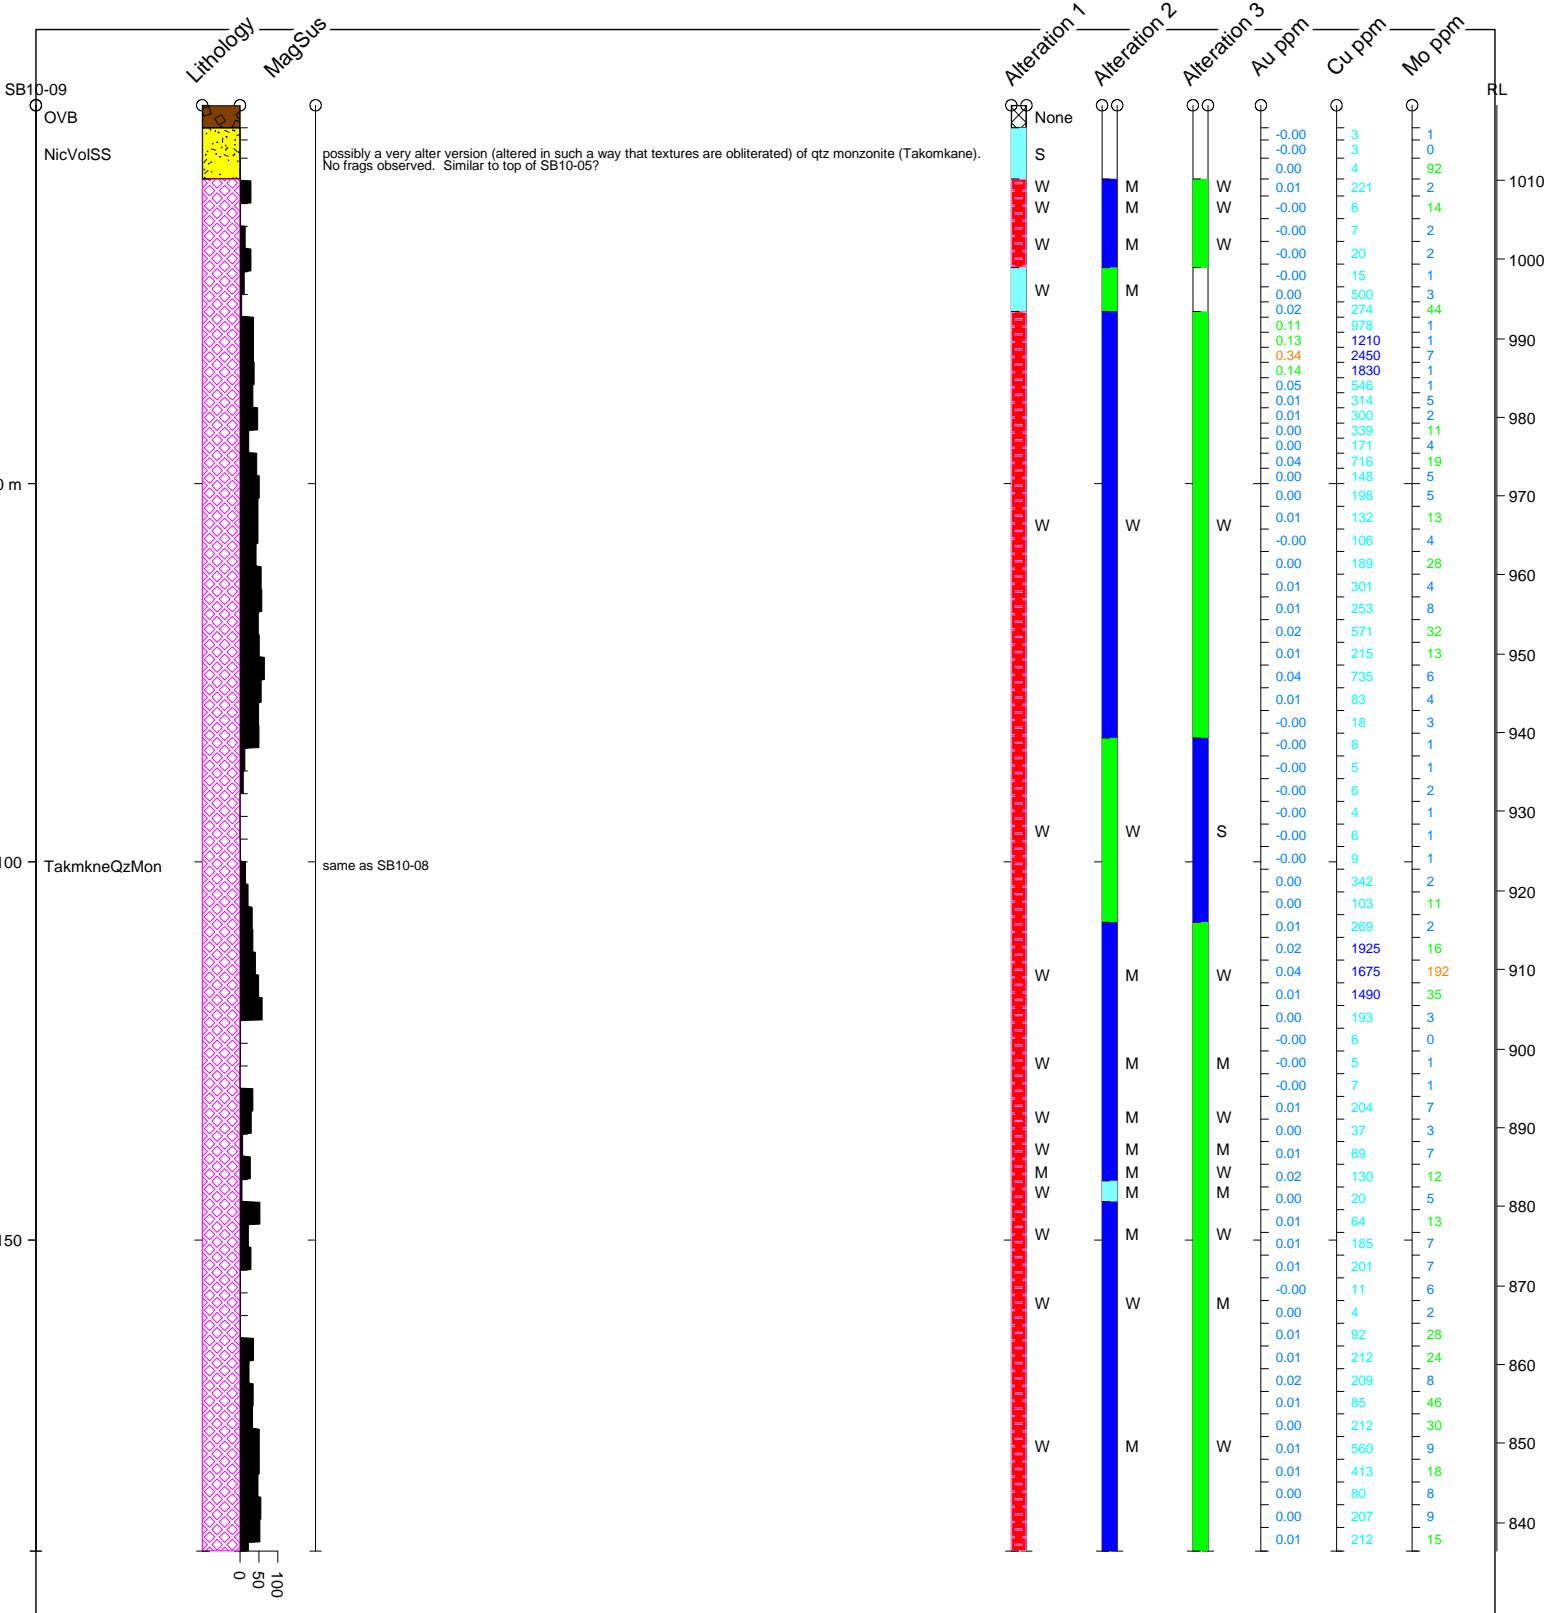 Lithology MagSus Alteration 1 Alteration 2 Alteration 3 Au ppm Cu ppm Mo ppm
SB10-09 RL
OVB None
-0.00 3 1
NicVolSS possibly a very alter version (altered in such a way that textures are obliterated) of qtz monzonite (Takomkane). S -0.00 3 0
No frags observed. Similar to top of SB10-05? 0.00 4 92
1010
W M W 0.01 221 2
W M W -0.00 6 14
-0.00 7 2
W M W -0.00 20 2
1000
-0.00 15 1
W M 0.00 500 3
0.02 274 44
0.11 978 1
0.13 1210 1 990
0.34 2450 7
0.14 1830 1
0.05 546 1
0.01 314 5
0.01 300 2 980
0.00 339 11
0.00 171 4
0.04 716 19
0.00 148 5
0 m
0.00 198 5 970
W W W 0.01 132 13
-0.00 106 4
0.00 189 28
960
0.01 301 4
0.01 253 8
0.02 571 32
0.01 215 13 950
0.04 736 6
0.01 83 4
-0.00 18 3
940
-0.00 8 1
-0.00 5 1
-0.00 6 2
-0.00 4 1 930
W W S -0.00 6 1
-0.00 9 1
00 TakmkneQzMon same as SB10-08
0.00 342 2
920
0.00 103 11
0.01 269 2
0.02 1925 16
W M W 0.04 1675 192 910
0.01 1490 35
0.00 193 3
-0.00 6 0
900
W M M -0.00 5 1
-0.00 7 1
0.01 204 7
W M W
0.00 37 3 890
W M M 0.01 69 7
M M W 0.02 130 12
W M M 0.00 20 5
880
0.01 64 13
W M W
50 0.01 185 7
0.01 201 7
-0.00 11 6 870
W W M 0.00 4 2
0.01 92 28
0.01 212 24 860
0.02 209 8
0.01 85 46
0.00 212 30
W M W 0.01 560 9 850
0.01 413 18
0.00 80 8
0.00 207 9
840
0.01 212 15
0 50 100